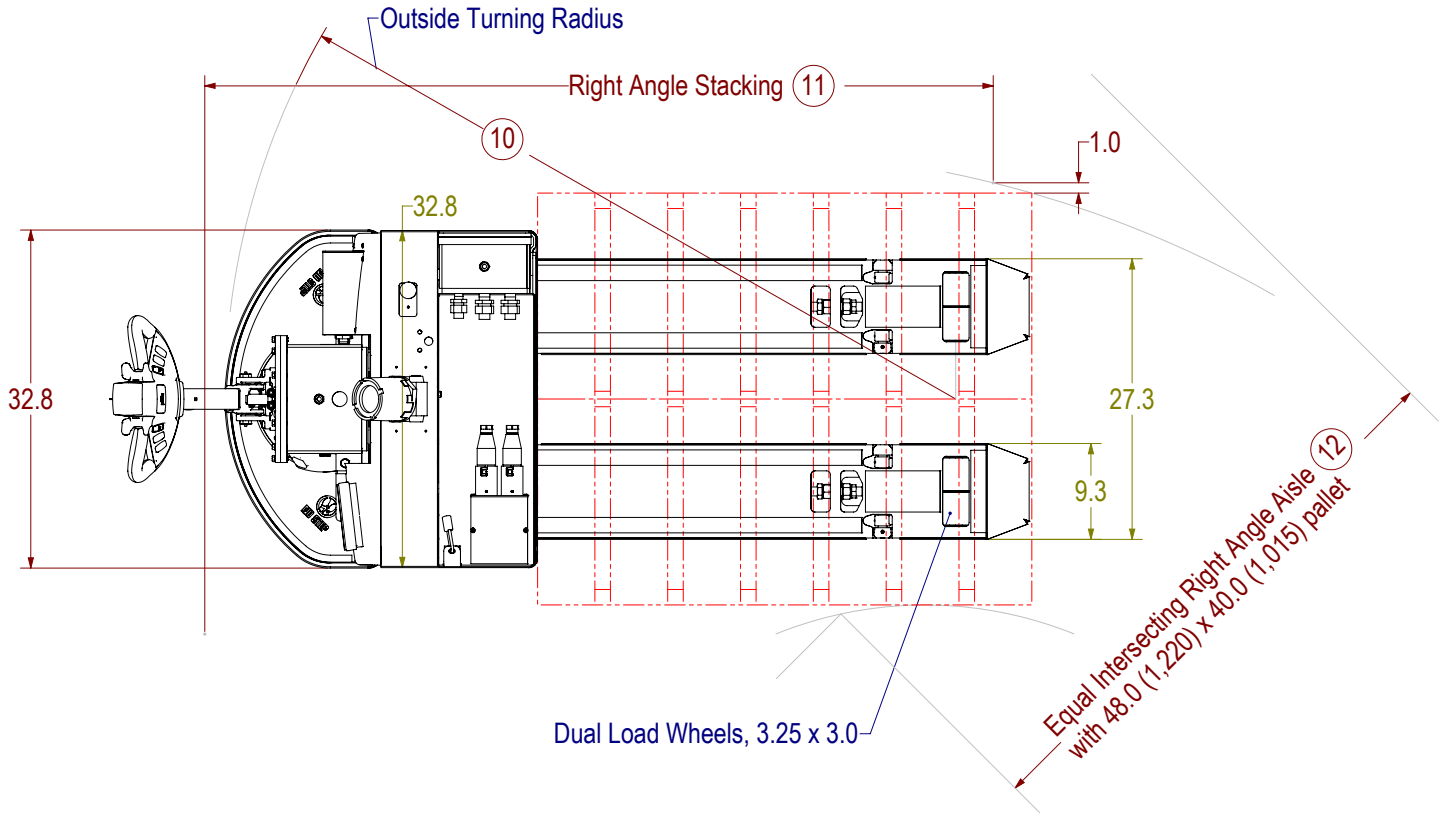 Outside Turning Radius
Right Angle Stacking 11
10
1.0
32.8
32.8
27.3
9.3
Equal Intersecting Right Angle Aisle 12
with 48.0 (1,220) x 40.0 (1,015) pallet
Dual Load Wheels, 3.25 x 3.0